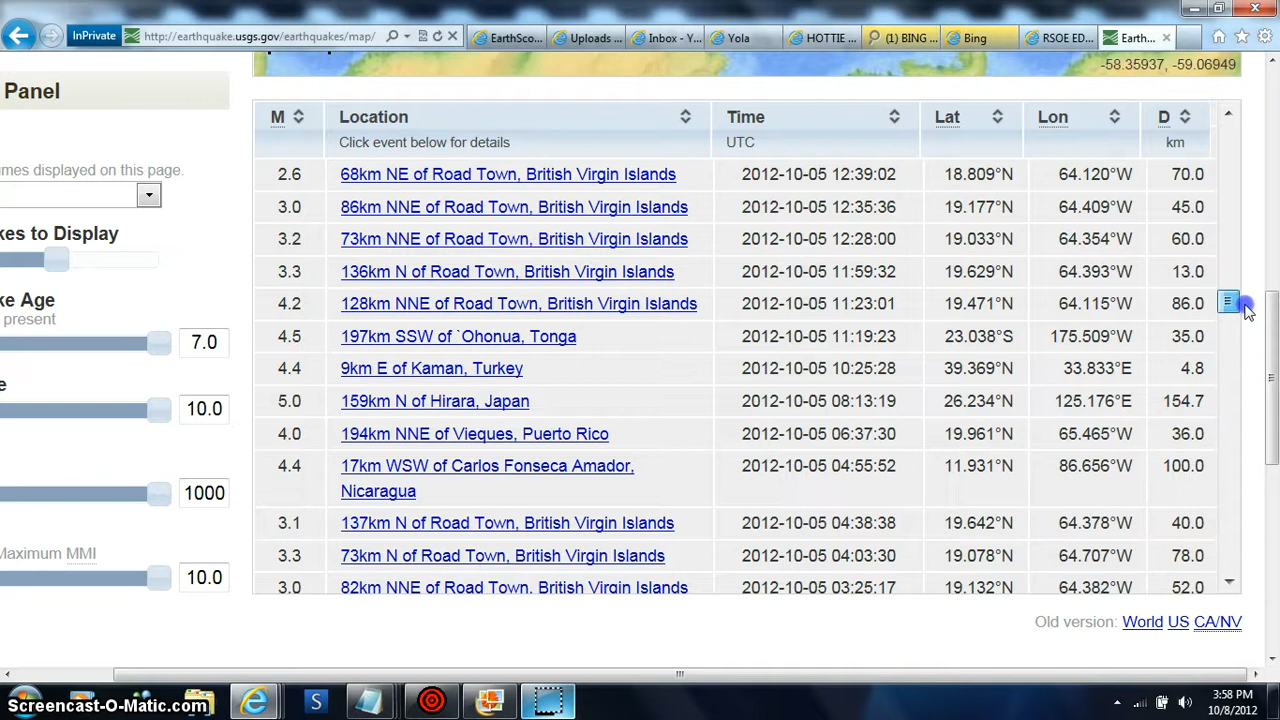 InPrivate
http://earthquake.usgs.gov/earthquakes/map/
EarthSco...
Uploads ...
Inbox - Y...
Yola
HOTTIE ...
(1) BING ...
Bing
RSOE ED...
Earth...
-58.35937, -59.06949
Panel
M Location Time Lat Lon D
Click event below for details UTC km
umes displayed on this page.
kes to Display
ke Age
present
7.0
e
10.0
1000
Maximum MMI
10.0
2.6 68km NE of Road Town, British Virgin Islands 2012-10-05 12:39:02 18.809°N 64.120°W 70.0
3.0 86km NNE of Road Town, British Virgin Islands 2012-10-05 12:35:36 19.177°N 64.409°W 45.0
3.2 73km NNE of Road Town, British Virgin Islands 2012-10-05 12:28:00 19.033°N 64.354°W 60.0
3.3 136km N of Road Town, British Virgin Islands 2012-10-05 11:59:32 19.629°N 64.393°W 13.0
4.2 128km NNE of Road Town, British Virgin Islands 2012-10-05 11:23:01 19.471°N 64.115°W 86.0
4.5 197km SSW of `Ohonua, Tonga 2012-10-05 11:19:23 23.038°S 175.509°W 35.0
4.4 9km E of Kaman, Turkey 2012-10-05 10:25:28 39.369°N 33.833°E 4.8
5.0 159km N of Hirara, Japan 2012-10-05 08:13:19 26.234°N 125.176°E 154.7
4.0 194km NNE of Vieques, Puerto Rico 2012-10-05 06:37:30 19.961°N 65.465°W 36.0
4.4 17km WSW of Carlos Fonseca Amador, 2012-10-05 04:55:52 11.931°N 86.656°W 100.0
Nicaragua
3.1 137km N of Road Town, British Virgin Islands 2012-10-05 04:38:38 19.642°N 64.378°W 40.0
3.3 73km N of Road Town, British Virgin Islands 2012-10-05 04:03:30 19.078°N 64.707°W 78.0
3.0 82km NNE of Road Town, British Virgin Islands 2012-10-05 03:25:17 19.132°N 64.382°W 52.0
Old version: World US CA/NV
Screencast-O-Matic.com
S
3:58 PM
10/8/2012